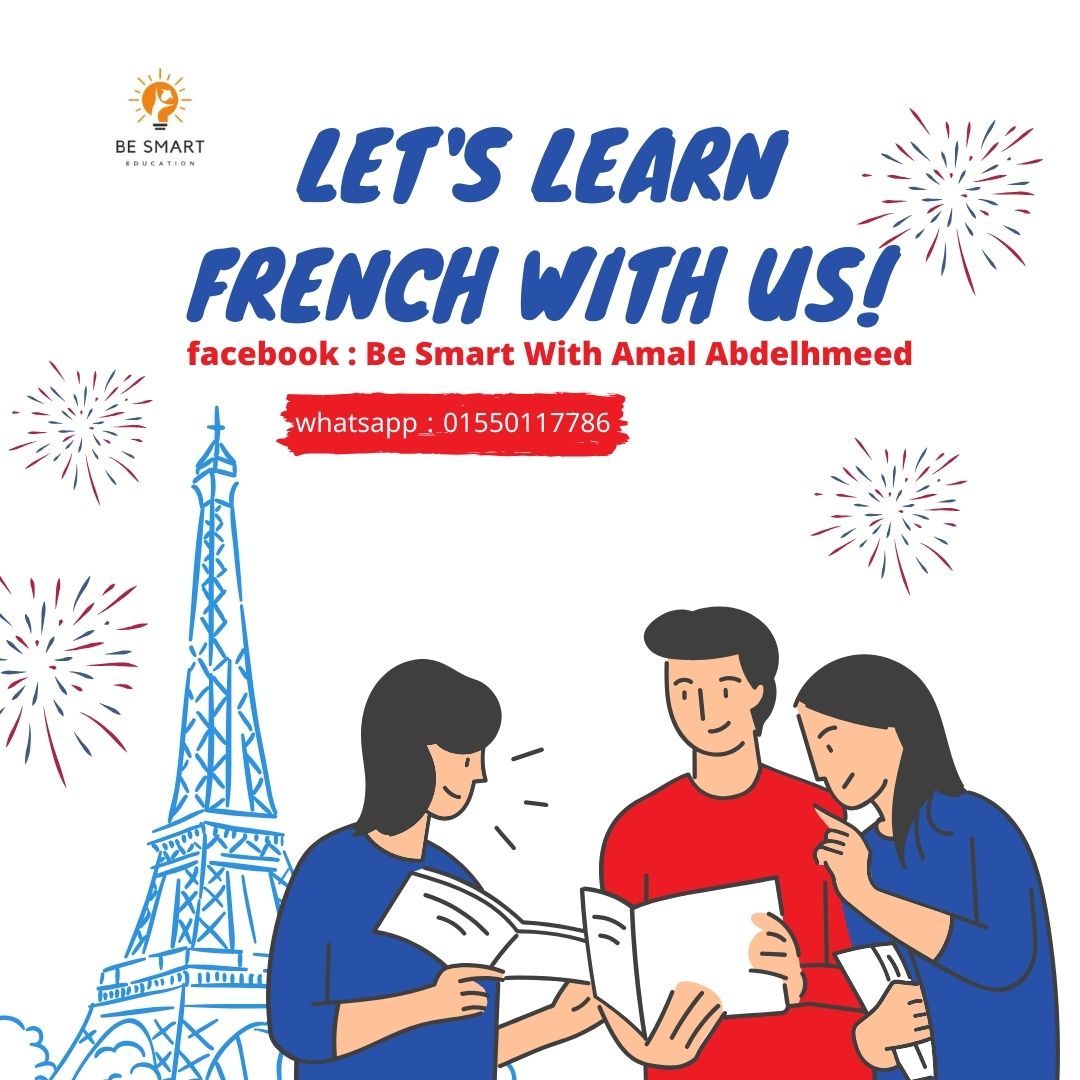 BE SMART
EDUCATION
LET'S LEARN
FRENCH WITH US!
facebook : Be Smart With Amal Abdelhmeed
whatsapp : 01550117786